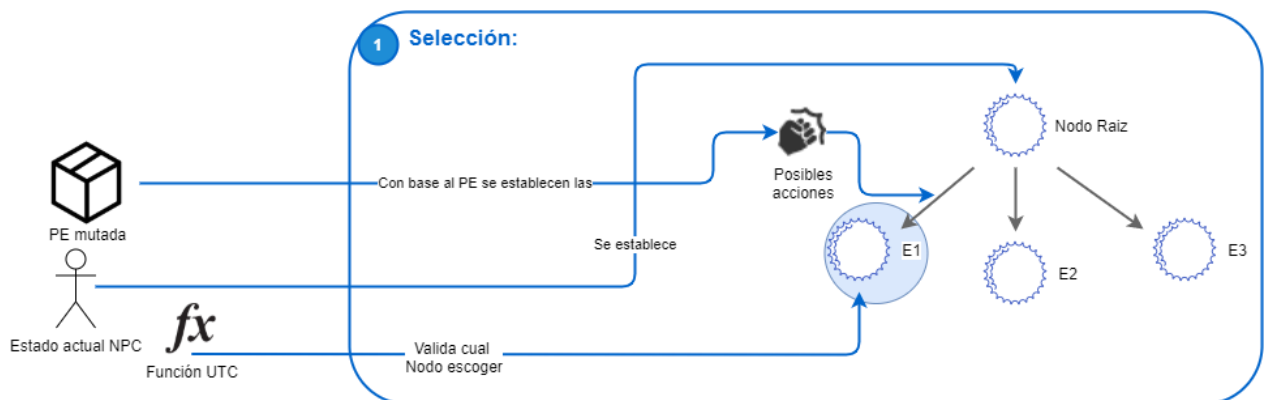 1
Selección:
Nodo Raiz
Con base al PE se establecen las
Posibles
acciones
PE mutada
Se establece
E1
E2
E3
Estado actual NPC
fx
Función UTC
Valida cual
Nodo escoger